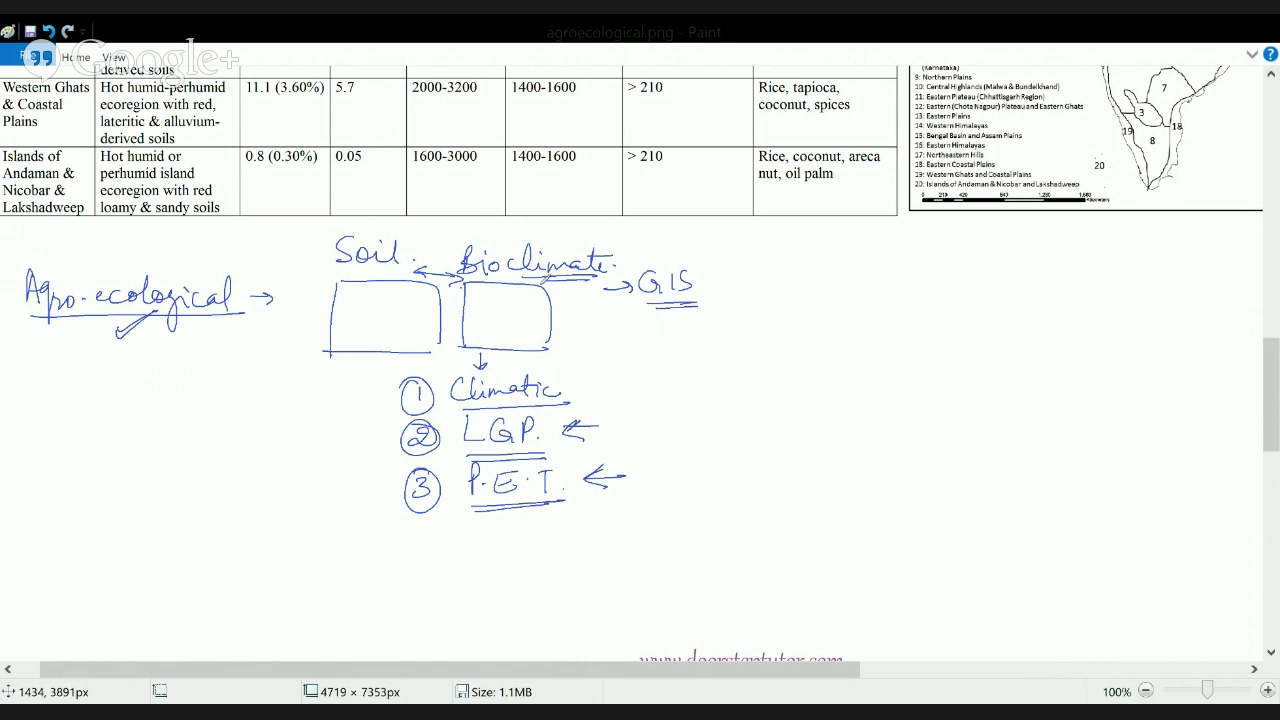 agroecological.png - Paint
Google+
File Home View
derived soils
Western Ghats & Coastal Plains Hot humid-perhumid ecoregion with red, lateritic & alluvium-derived soils 11.1 (3.60%) 5.7 2000-3200 1400-1600 > 210 Rice, tapioca, coconut, spices
Islands of Andaman & Nicobar & Lakshadweep Hot humid or perhumid island ecoregion with red loamy & sandy soils 0.8 (0.30%) 0.05 1600-3000 1400-1600 > 210 Rice, coconut, areca nut, oil palm
(Karnataka)
9: Northern Plains
10: Central Highlands (Malwa & Bundelkhand)
11: Eastern Plateau (Chhattisgarh Region)
12: Eastern (Chota Nagpur) Plateau and Eastern Ghats
13: Eastern Plains
14: Western Himalayas
15: Bengal Basin and Assam Plains
16: Eastern Himalayas
17: Northeastern Hills
18: Eastern Coastal Plains
19: Western Ghats and Coastal Plains
20: Islands of Andaman & Nicobar and Lakshadweep
7
3
18
19
8
20
Soil. Bioclimate.
Agro-ecological → → GIS
1 Climatic
2 LGP.
3 P.E.T.
www.doorsteptutor.com
1434, 3891px 4719 × 7353px Size: 1.1MB 100%